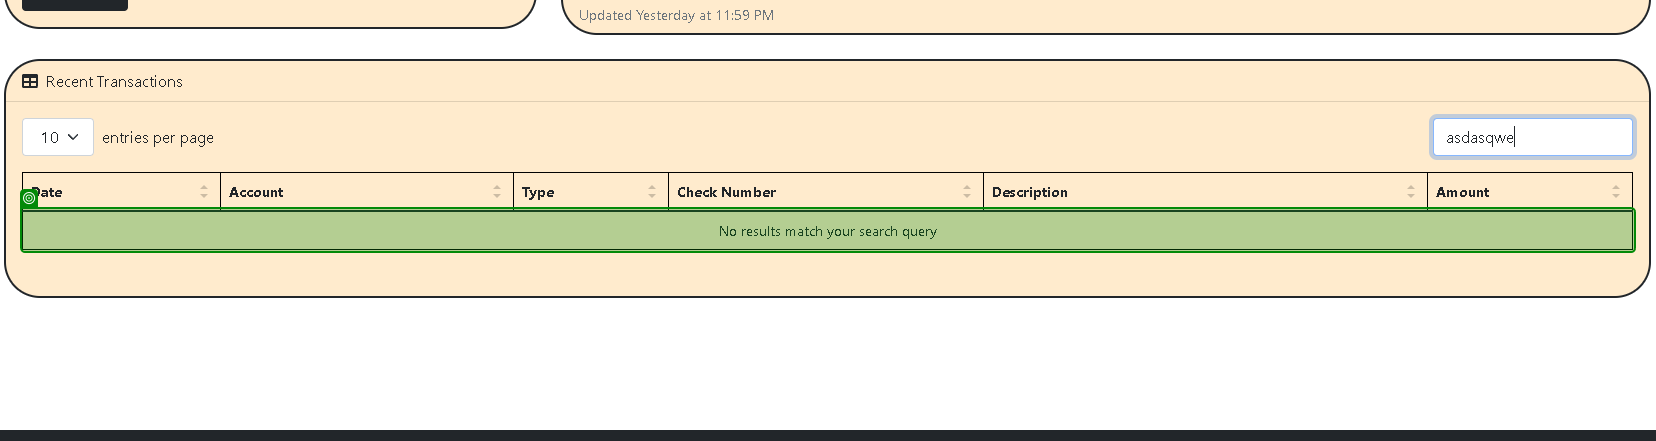 Updated Yesterday at 11:59 PM
Recent Transactions
10 entries per page
asdasqwe
Date Account Type Check Number Description Amount
No results match your search query